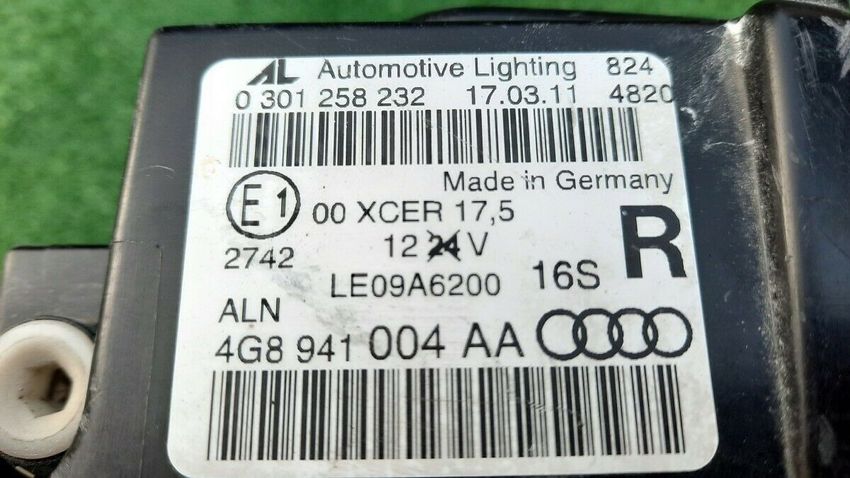 AL Automotive Lighting 824
0 301 258 232 17.03.11 4820
Made in Germany
E1 00 XCER 17,5
2742 12 24 V R
LE09A6200 16S
ALN
4G8 941 004 AA